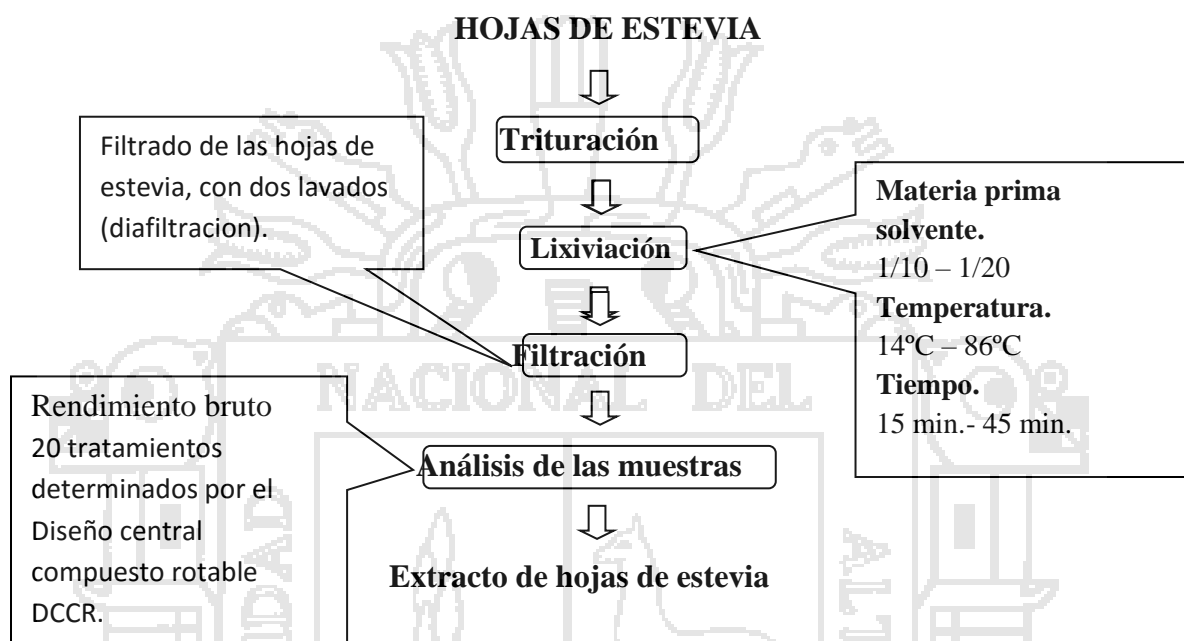 HOJAS DE ESTEVIA
Trituración
Filtrado de las hojas de
estevia, con dos lavados
(diafiltracion).
Lixiviación
Materia prima
solvente.
1/10 – 1/20
Temperatura.
14ºC – 86ºC
Tiempo.
15 min.- 45 min.
Filtración
NACIONAL DEL
Rendimiento bruto
20 tratamientos
determinados por el
Diseño central
compuesto rotable
DCCR.
Análisis de las muestras
Extracto de hojas de estevia